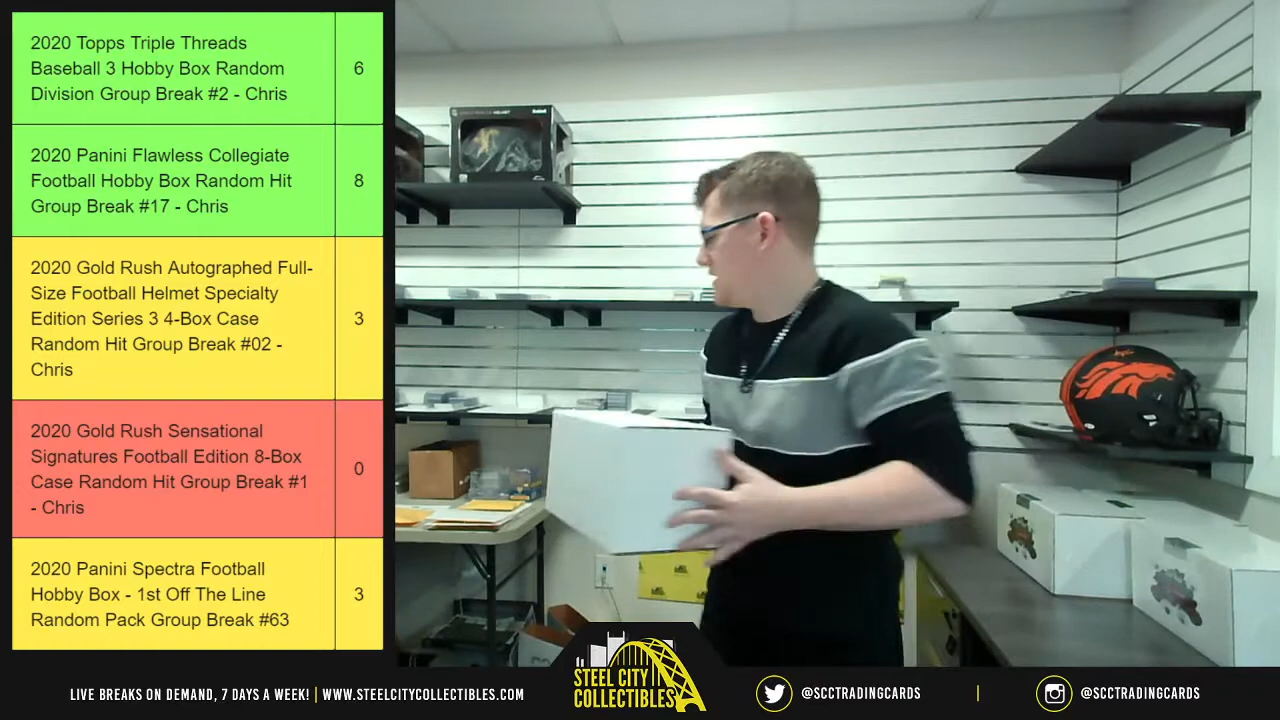 2020 Topps Triple Threads
Baseball 3 Hobby Box Random
Division Group Break #2 - Chris
6
2020 Panini Flawless Collegiate
Football Hobby Box Random Hit
Group Break #17 - Chris
8
2020 Gold Rush Autographed Full-
Size Football Helmet Specialty
Edition Series 3 4-Box Case
Random Hit Group Break #02 -
Chris
3
2020 Gold Rush Sensational
Signatures Football Edition 8-Box
Case Random Hit Group Break #1
- Chris
0
2020 Panini Spectra Football
Hobby Box - 1st Off The Line
Random Pack Group Break #63
3
LIVE BREAKS ON DEMAND, 7 DAYS A WEEK! | WWW.STEELCITYCOLLECTIBLES.COM
STEEL CITY
COLLECTIBLES
@SCCTRADINGCARDS
|
@SCCTRADINGCARDS